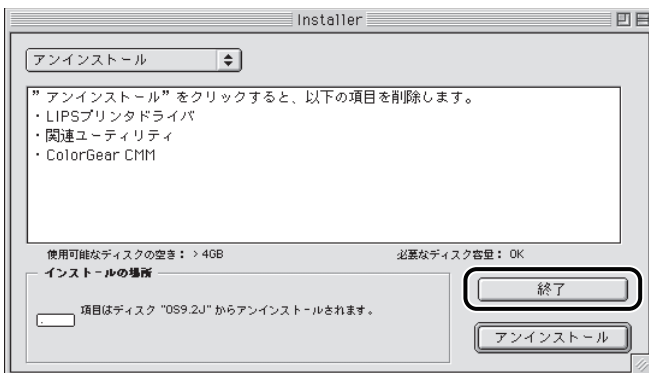 Installer
アンインストール
”アンインストール”をクリックすると、以下の項目を削除します。
・LIPSプリンタドライバ
・関連ユーティリティ
・ColorGear CMM
使用可能なディスクの空き：＞4GB
必要なディスク容量：OK
インストールの場所
項目はディスク "OS9.2J" からアンインストールされます。
終了
アンインストール